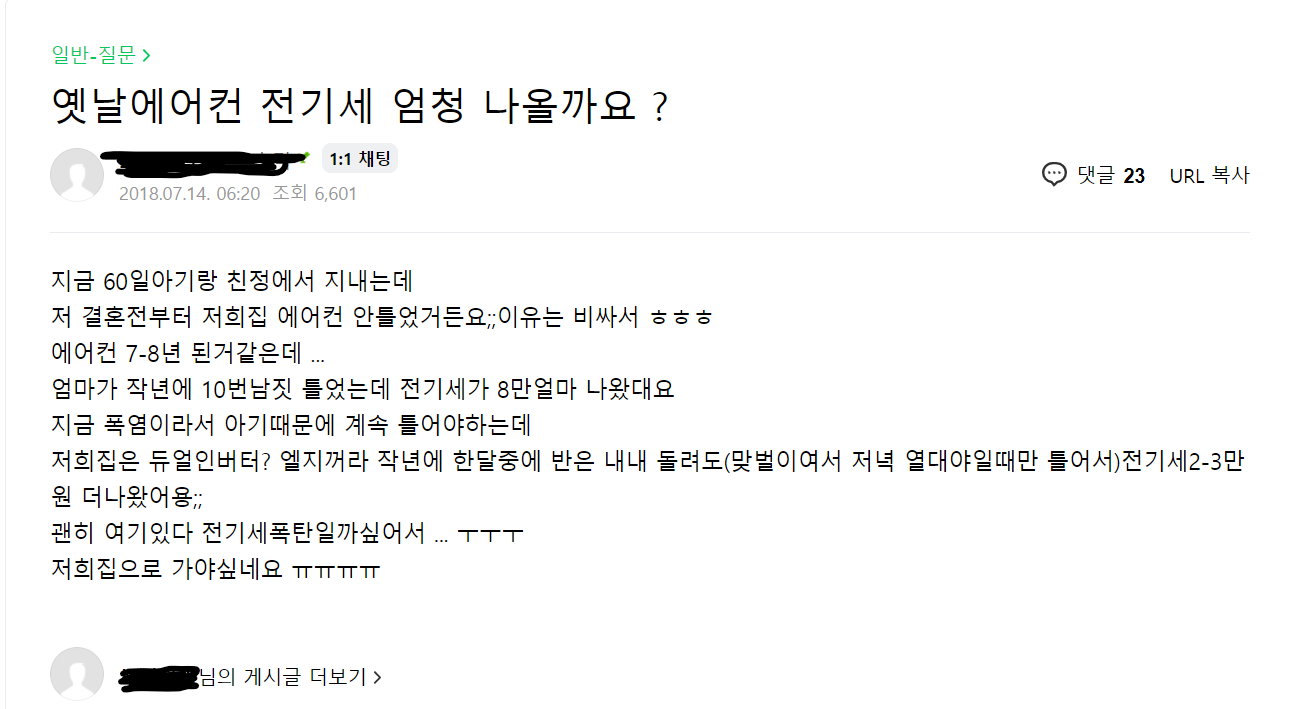 일반-질문 >
옛날에어컨 전기세 엄청 나올까요 ?
1:1 채팅
2018.07.14. 06:20 조회 6,601
댓글 23 URL 복사
지금 60일아기랑 친정에서 지내는데
저 결혼전부터 저희집 에어컨 안틀었거든요;;이유는 비싸서 ㅎㅎㅎ
에어컨 7-8년 된거같은데 ...
엄마가 작년에 10번남짓 틀었는데 전기세가 8만얼마 나왔대요
지금 폭염이라서 아기때문에 계속 틀어야하는데
저희집은 듀얼인버터? 엘지꺼라 작년에 한달중에 반은 내내 돌려도(맞벌이여서 저녁 열대야일때만 틀어서)전기세2-3만
원 더나왔어용;;
괜히 여기있다 전기세폭탄일까싶어서 ... ㅜㅜㅜ
저희집으로 가야싶네요 ㅠㅠㅠㅠ
님의 게시글 더보기 >